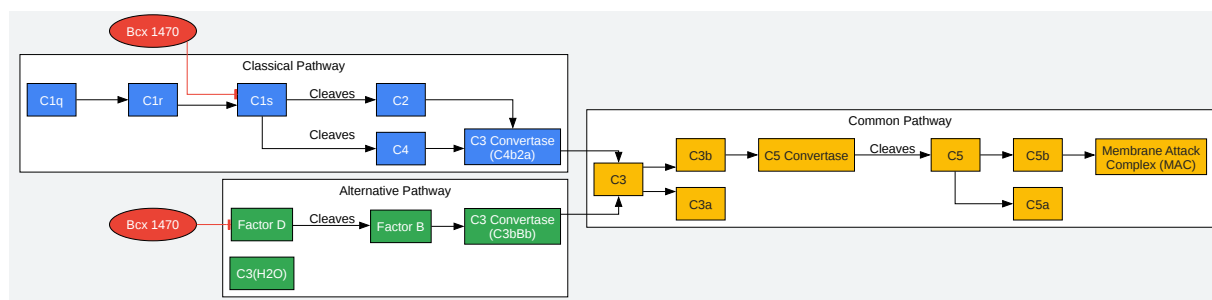 Bcx 1470
Classical Pathway
C1q
C1r
C1s
Cleaves
C2
Cleaves
C4
C3 Convertase
(C4b2a)
Common Pathway
C3
C3b
C3a
C5 Convertase
Cleaves
C5
C5b
C5a
Membrane Attack
Complex (MAC)
Alternative Pathway
Bcx 1470
Factor D
Cleaves
Factor B
C3 Convertase
(C3bBb)
C3(H2O)